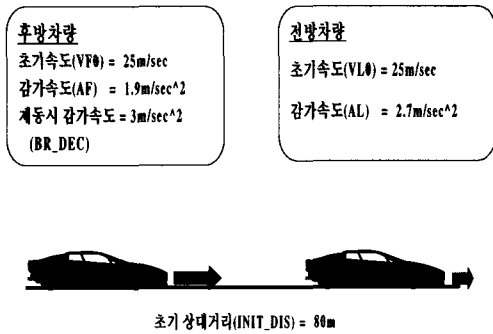 후방차량
초기속도(VF0) = 25m/sec
감가속도(AF) = 1.9m/sec^2
제동시 감가속도 = 3m/sec^2
(BR_DEC)
전방차량
초기속도(VL0) = 25m/sec
감가속도(AL) = 2.7m/sec^2
초기 상대거리(INIT_DIS) = 80m